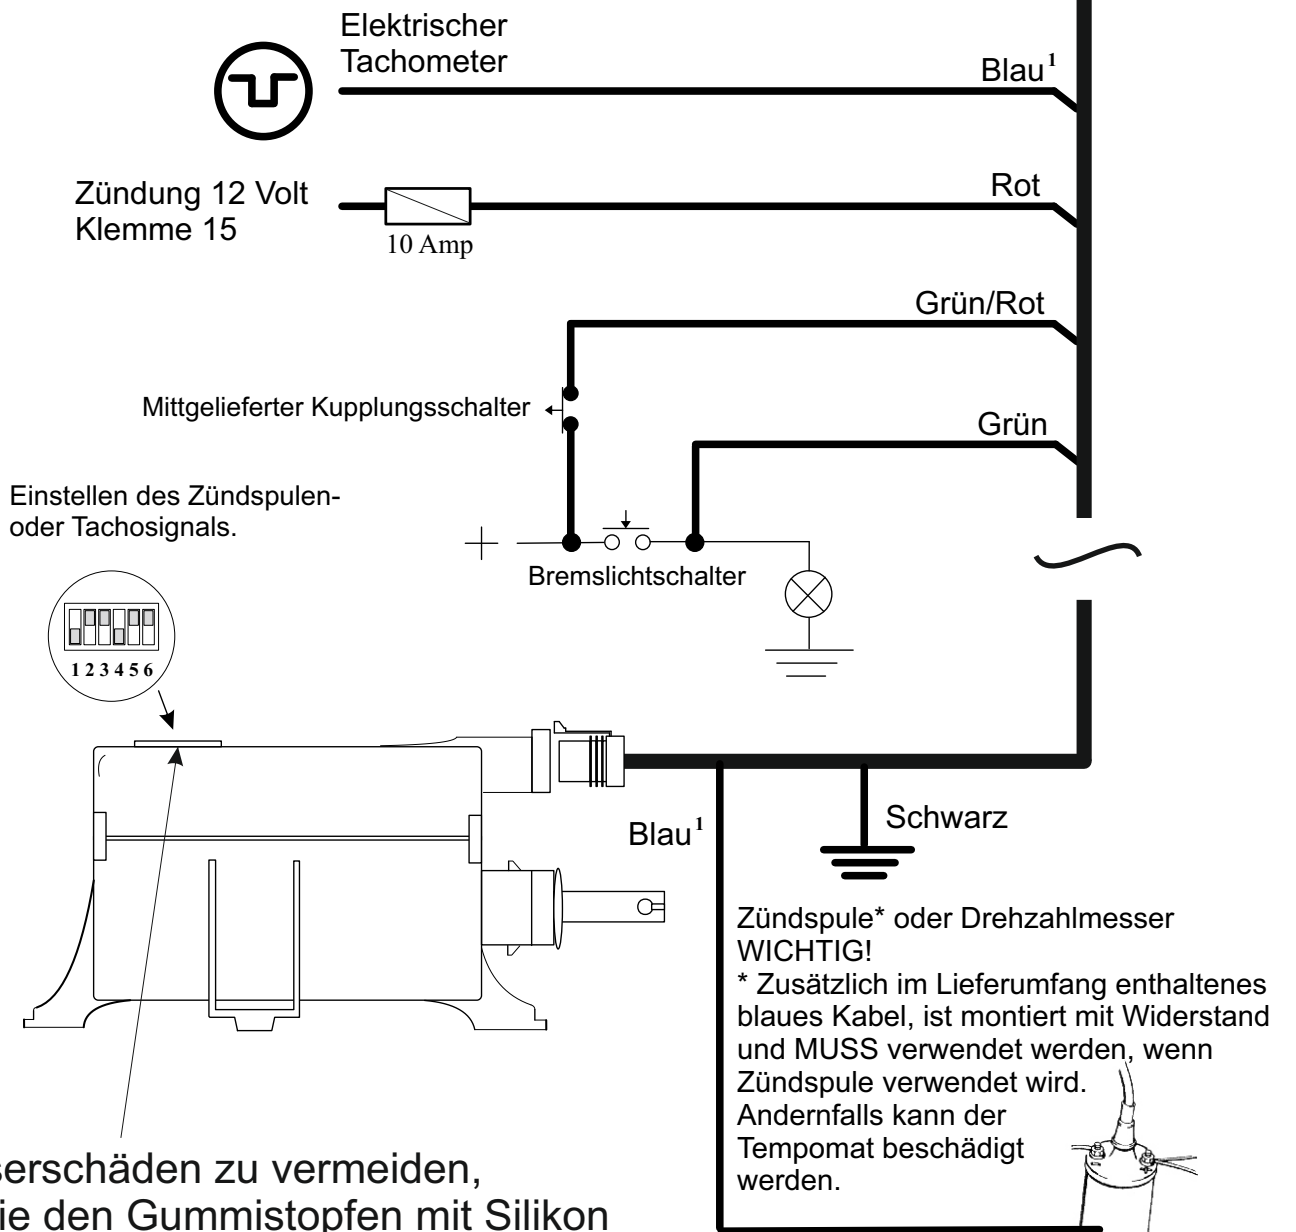 Elektrischer
Tachometer
Blau¹
Zündung 12 Volt
Klemme 15
Rot
10 Amp
Grün/Rot
Mittgelieferter Kupplungsschalter
Grün
Einstellen des Zündspulen-
oder Tachosignals.
Bremslichtschalter
1 2 3 4 5 6
Blau¹
Schwarz
Zündspule* oder Drehzahlmesser
WICHTIG!
* Zusätzlich im Lieferumfang enthaltenes
blaues Kabel, ist montiert mit Widerstand
und MUSS verwendet werden, wenn
Zündspule verwendet wird.
Andernfalls kann der
Tempomat beschädigt
werden.
serschäden zu vermeiden,
ie den Gummistopfen mit Silikon